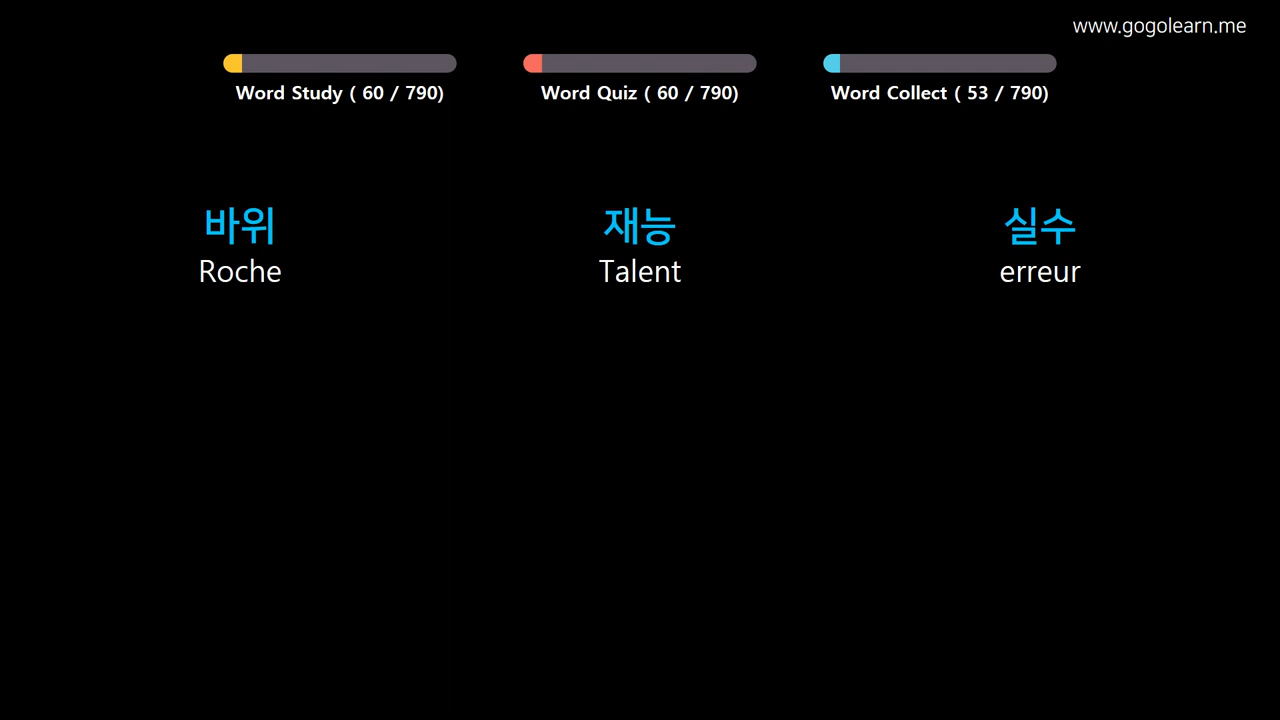 www.gogolearn.me
Word Study ( 60 / 790)
Word Quiz ( 60 / 790)
Word Collect ( 53 / 790)
바위
Roche
재능
Talent
실수
erreur